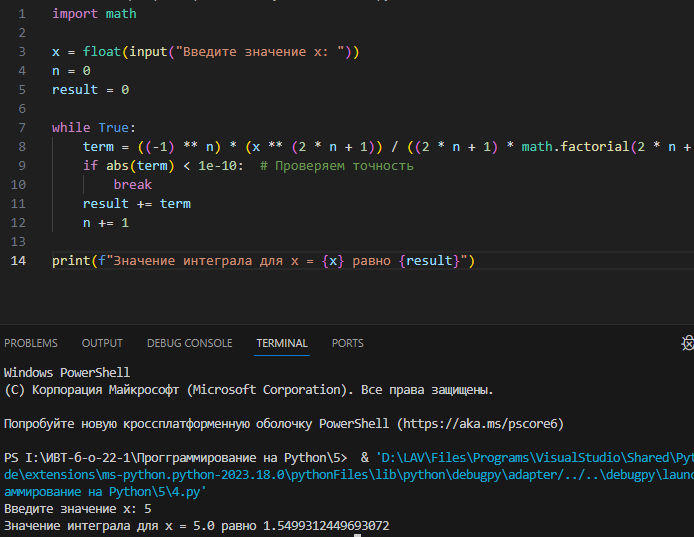 1 import math
2
3 x = float(input("Введите значение x: "))
4 n = 0
5 result = 0
6
7 while True:
8 term = ((-1) ** n) * (x ** (2 * n + 1)) / ((2 * n + 1) * math.factorial(2 * n +
9 if abs(term) < 1e-10:  # Проверяем точность
10 break
11 result += term
12 n += 1
13
14 print(f"Значение интеграла для x = {x} равно {result}")
PROBLEMS OUTPUT DEBUG CONSOLE TERMINAL PORTS
Windows PowerShell
(C) Корпорация Майкрософт (Microsoft Corporation). Все права защищены.
Попробуйте новую кроссплатформенную оболочку PowerShell (https://aka.ms/pscore6)
PS I:\ИВТ-б-о-22-1\Прогрграммирование на Python\5>  & 'D:\LAV\Files\Programs\VisualStudio\Shared\Pyt
de\extensions\ms-python.python-2023.18.0\pythonFiles\lib\python\debugpy\adapter/../..\debugpy\laun
аммирование на Python\5\4.py'
Введите значение x: 5
Значение интеграла для x = 5.0 равно 1.5499312449693072